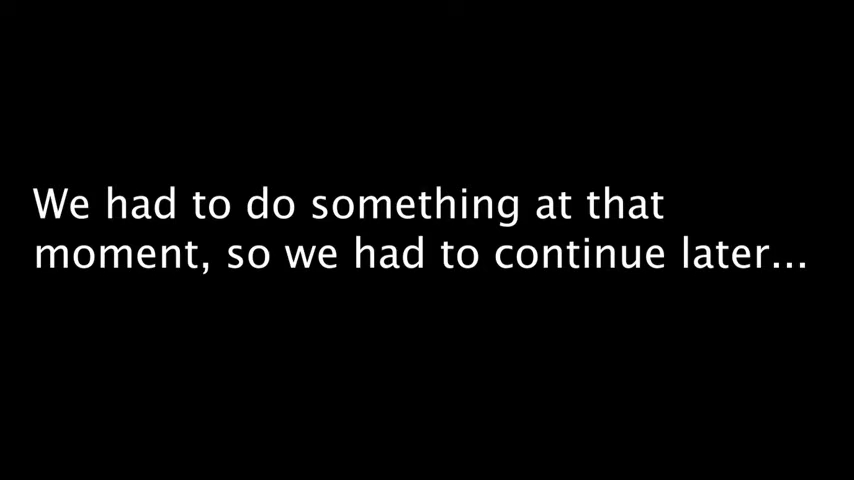 We had to do something at that
moment, so we had to continue later...